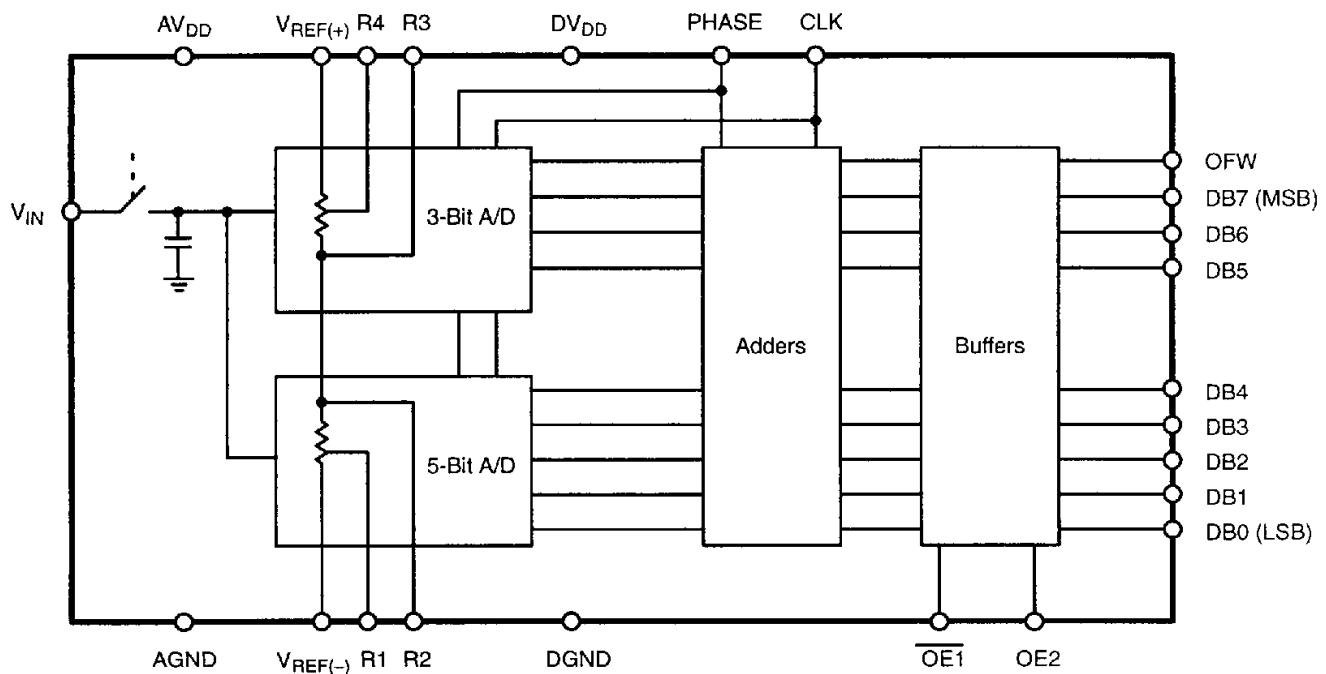 AVDD VREF(+) R4 R3 DVDD PHASE CLK
VIN
3-Bit A/D
5-Bit A/D
Adders
Buffers
OFW
DB7 (MSB)
DB6
DB5
DB4
DB3
DB2
DB1
DB0 (LSB)
AGND VREF(–) R1 R2 DGND O̅E̅1̅ OE2